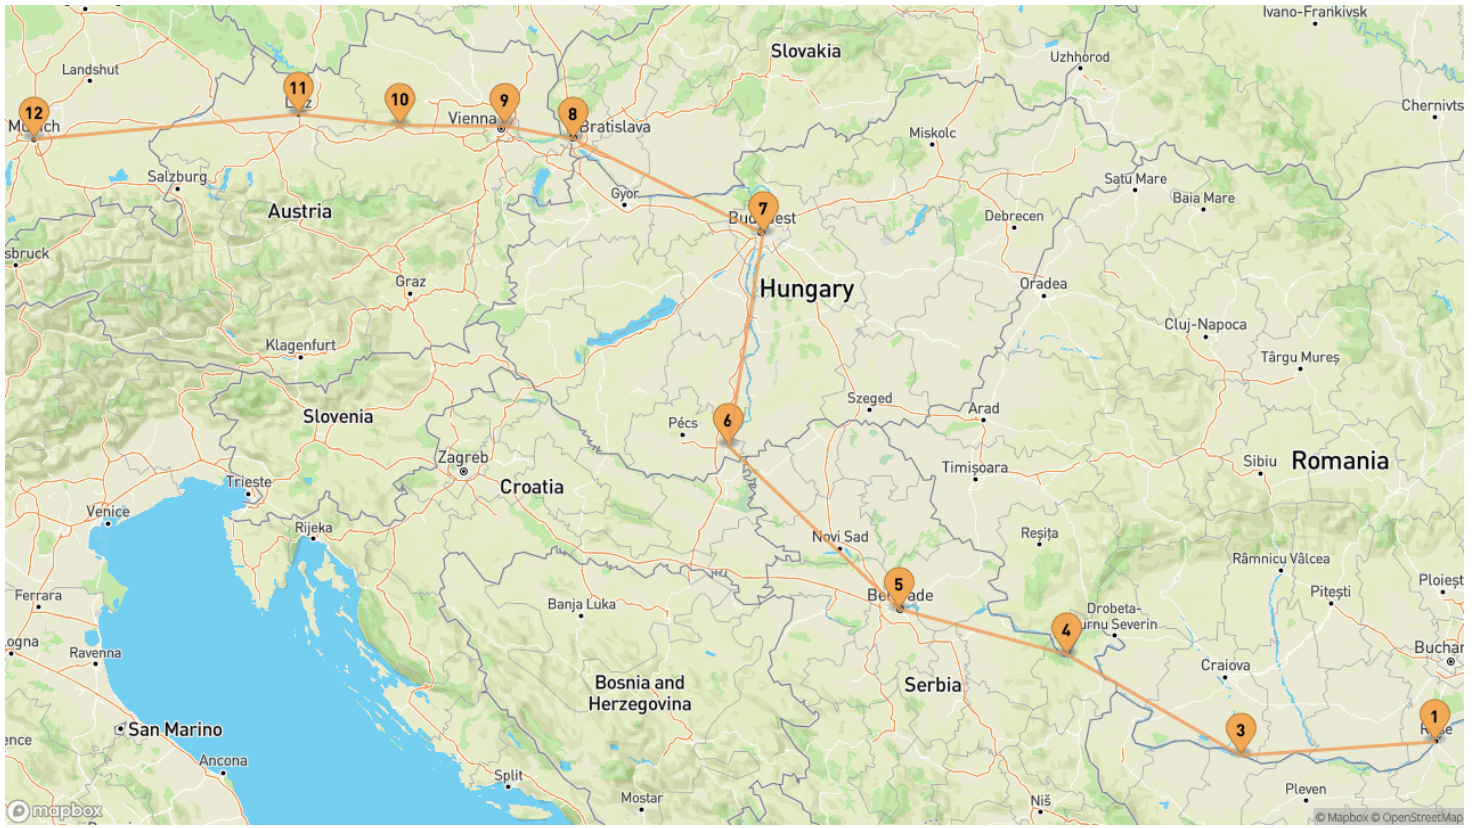 Ivano-Frankivsk
Slovakia
Uzhhorod
Landshut
11
12
10
9
8
Chernivts
Vienna
Bratislava
Miskolc
Salzburg
Satu Mare
Gyor
Baia Mare
Austria
7
Debrecen
sbruck
Graz
Hungary
Oradea
Cluj-Napoca
Klagenfurt
Târgu Mureș
Szeged
Arad
Slovenia
6
Pécs
Zagreb
Timișoara
Sibiu
Romania
Trieste
Croatia
Venice
Rijeka
Novi Sad
Reșița
Râmnicu Vâlcea
5
Ploiest
Ferrara
Banja Luka
Pitești
Drobeta-
urnu Severin
4
ologna
Ravenna
Buchar
Craiova
Bosnia and
Herzegovina
Serbia
1
3
San Marino
ence
Ancona
Split
Mostar
Niš
Pleven
mapbox
© Mapbox © OpenStreetMap